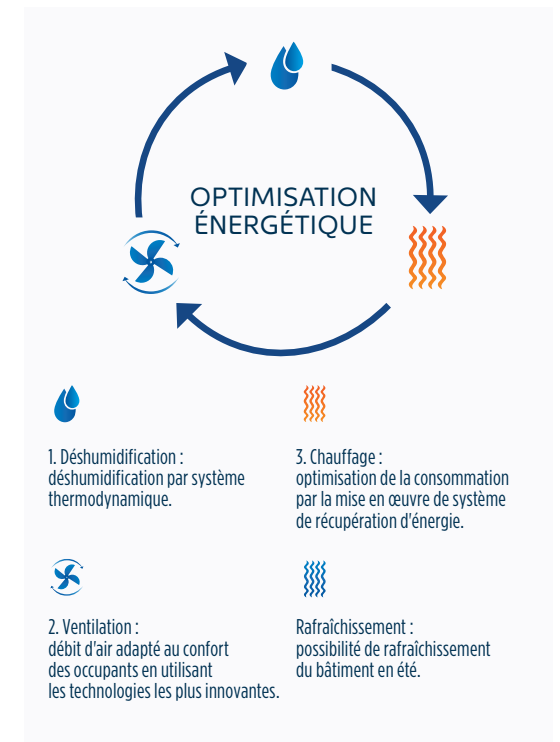 OPTIMISATION
ÉNERGÉTIQUE
1. Déshumidification :
déshumidification par système
thermodynamique.
2. Ventilation :
débit d'air adapté au confort
des occupants en utilisant
les technologies les plus innovantes.
3. Chauffage :
optimisation de la consommation
par la mise en œuvre de système
de récupération d'énergie.
Rafraîchissement :
possibilité de rafraîchissement
du bâtiment en été.